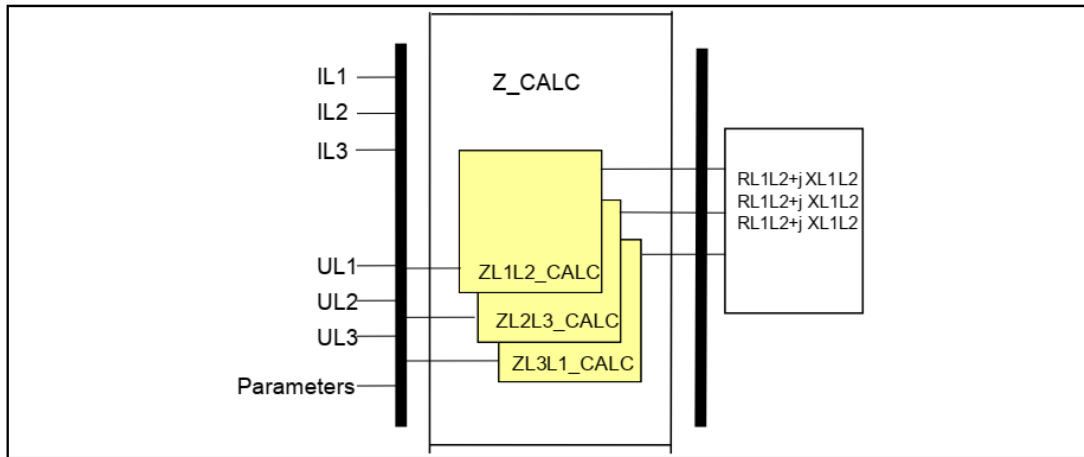 IL1
IL2
IL3
UL1
UL2
UL3
Parameters
Z_CALC
ZL1L2_CALC
ZL2L3_CALC
ZL3L1_CALC
RL1L2+j XL1L2
RL1L2+j XL1L2
RL1L2+j XL1L2